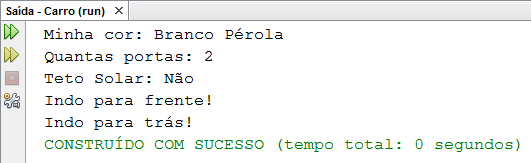 Saída - Carro (run)
Minha cor: Branco Pérola
Quantas portas: 2
Teto Solar: Não
Indo para frente!
Indo para trás!
CONSTRUÍDO COM SUCESSO (tempo total: 0 segundos)